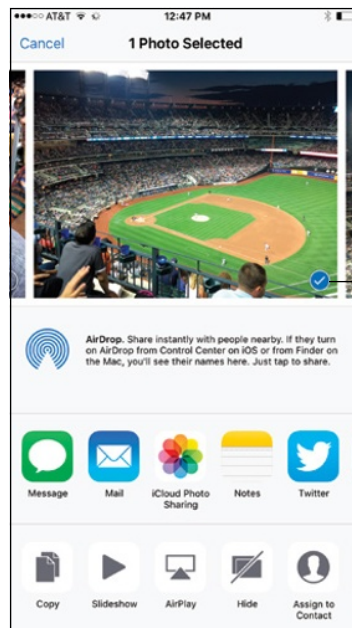 AT&T 12:47 PM
Cancel 1 Photo Selected
AirDrop. Share instantly with people nearby. If they turn
on AirDrop from Control Center on iOS or from Finder on
the Mac, you'll see their names here. Just tap to share.
Message Mail iCloud Photo Sharing Notes Twitter
Copy Slideshow AirPlay Hide Assign to Contact